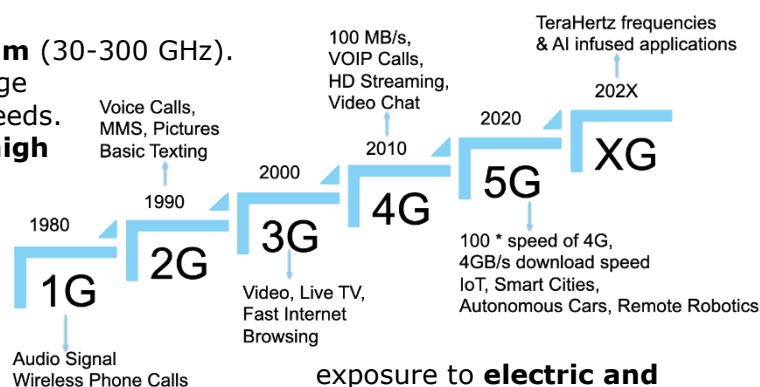 m (30-300 GHz).
ge
eeds.
high
1980
1G
Audio Signal
Wireless Phone Calls
Voice Calls,
MMS, Pictures
Basic Texting
1990
2G
2000
3G
Video, Live TV,
Fast Internet
Browsing
100 MB/s,
VOIP Calls,
HD Streaming,
Video Chat
2010
4G
2020
5G
100 * speed of 4G,
4GB/s download speed
IoT, Smart Cities,
Autonomous Cars, Remote Robotics
TeraHertz frequencies
& AI infused applications
202X
XG
exposure to electric and